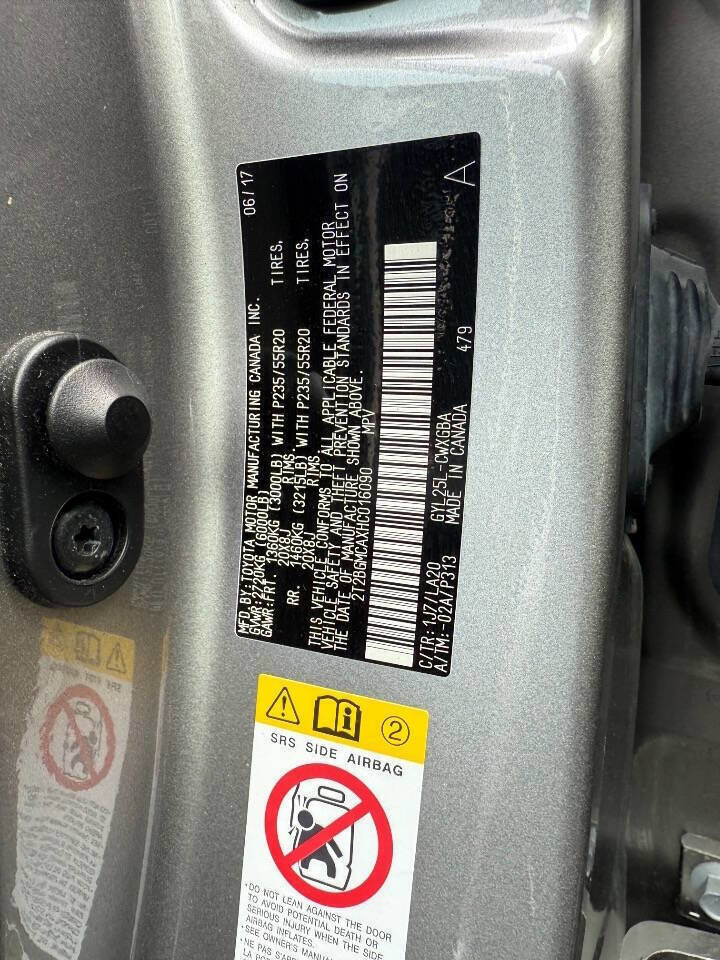 MFD.BY:TOYOTA MOTOR MANUFACTURING CANADA INC. 06/17
GVWR:2720KG(6000LB)
GAWR:FRT. 1360KG (3000LB) WITH P235/55R20 TIRES,
20X8J RIMS,
RR. 1460KG (3215LB) WITH P235/55R20 TIRES,
20X8J RIMS.
THIS VEHICLE CONFORMS TO ALL APPLICABLE FEDERAL MOTOR
VEHICLE SAFETY AND THEFT PREVENTION STANDARDS IN EFFECT ON
THE DATE OF MANUFACTURE SHOWN ABOVE.
2T2BGMCAXHC016090 MPV
C/TR:1J7/LA20 GYL25L-CWXGBA 479
A/TM:-02A/P313 MADE IN CANADA A
2
SRS SIDE AIRBAG
•DO NOT LEAN AGAINST THE DOOR
TO AVOID POTENTIAL DEATH OR
SERIOUS INJURY WHEN THE SIDE
AIRBAG INFLATES.
•SEE OWNER'S MANUAL
•NE PAS